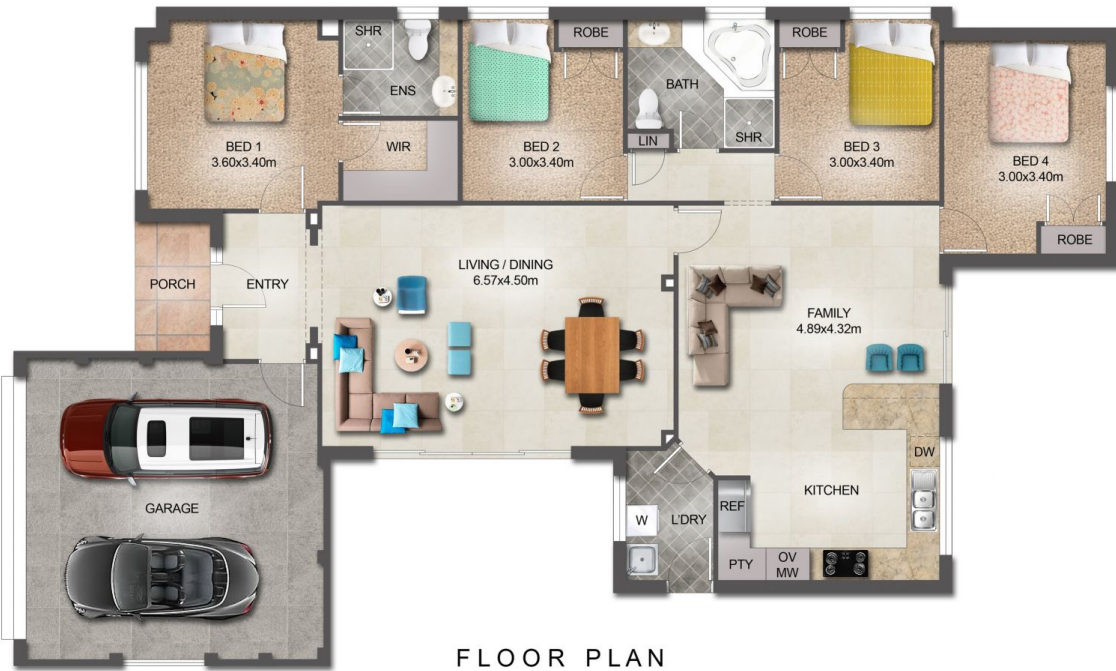 SHR
ROBE
ROBE
ENS
BATH
BED 1
3.60x3.40m
WIR
BED 2
3.00x3.40m
LIN
SHR
BED 3
3.00x3.40m
BED 4
3.00x3.40m
ROBE
PORCH
ENTRY
LIVING / DINING
6.57x4.50m
FAMILY
4.89x4.32m
DW
KITCHEN
GARAGE
REF
W
L'DRY
PTY
OV
MW
FLOOR PLAN